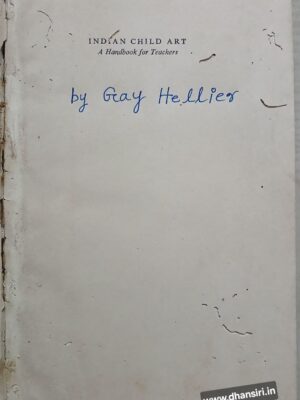 INDIAN CHILD ART
A Handbook for Teachers
by Gay Hellier
www.dhansiri.in